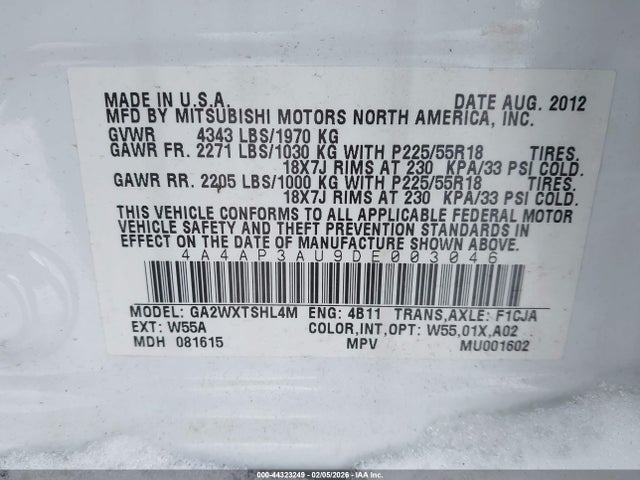 MADE IN U.S.A. DATE AUG. 2012
MFD BY MITSUBISHI MOTORS NORTH AMERICA, INC.
GVWR 4343 LBS/1970 KG
GAWR FR. 2271 LBS/1030 KG WITH P225/55R18 TIRES.
18X7J RIMS AT 230 KPA/33 PSI COLD.
GAWR RR. 2205 LBS/1000 KG WITH P225/55R18 TIRES.
18X7J RIMS AT 230 KPA/33 PSI COLD.
THIS VEHICLE CONFORMS TO ALL APPLICABLE FEDERAL MOTOR
VEHICLE SAFETY AND THEFT PREVENTION STANDARDS IN
EFFECT ON THE DATE OF MANUFACTURE SHOWN ABOVE.
4A4AP3AU9DE003046
MODEL: GA2WXTSHL4M ENG: 4B11 TRANS,AXLE: F1CJA
EXT: W55A COLOR,INT,OPT: W55,01X,A02
MDH 081615 MPV MU001602
000-44323249 - 02/05/2026 - IAAI.COM